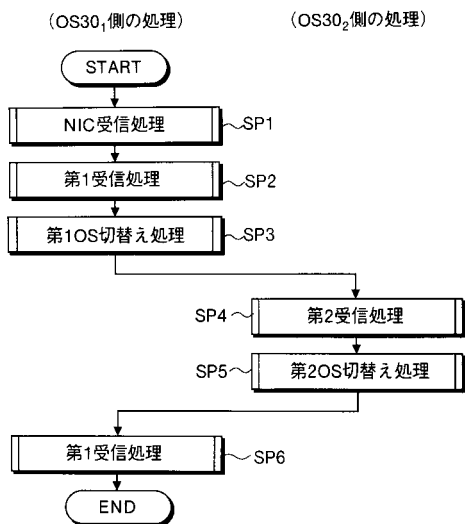 (OS30₁側の処理)
(OS30₂側の処理)
START
NIC受信処理
SP1
第1受信処理
SP2
第1OS切替え処理
SP3
SP4
第2受信処理
SP5
第2OS切替え処理
第1受信処理
SP6
END